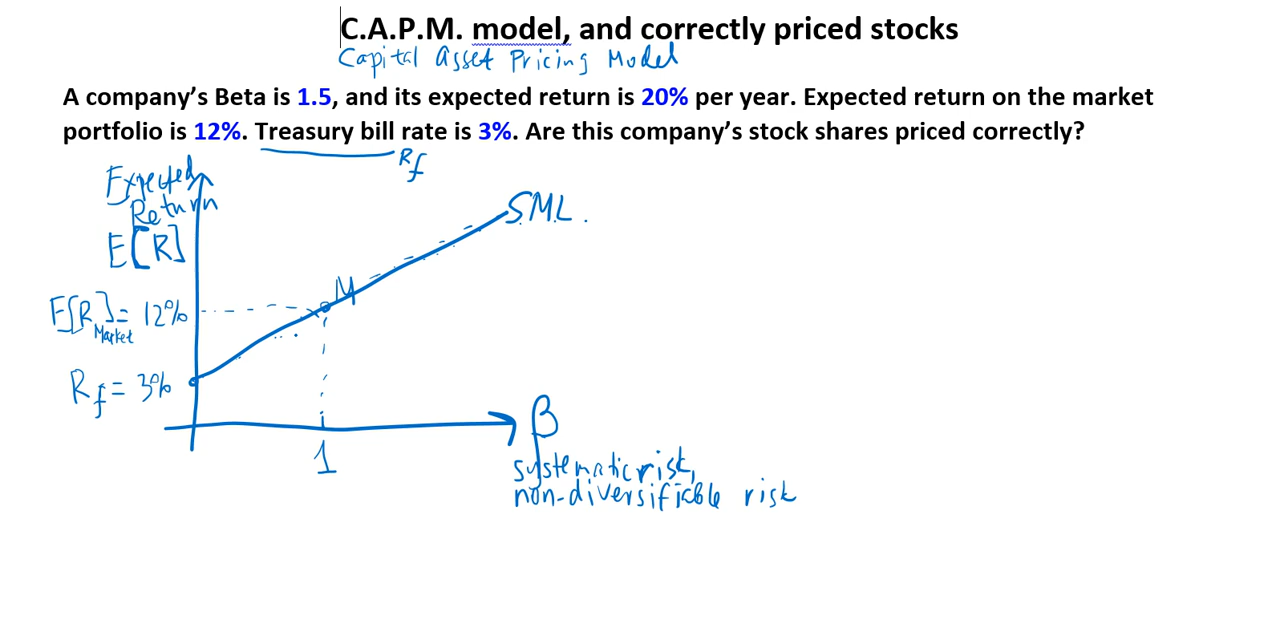 C.A.P.M. model, and correctly priced stocks
Capital Asset Pricing Model
A company's Beta is 1.5, and its expected return is 20% per year. Expected return on the market
portfolio is 12%. Treasury bill rate is 3%. Are this company's stock shares priced correctly?
Rf
Expected
Return
E[R]
SML.
M
E[R Market] = 12%
Rf = 3%
β
1
systematic risk,
non-diversificable risk